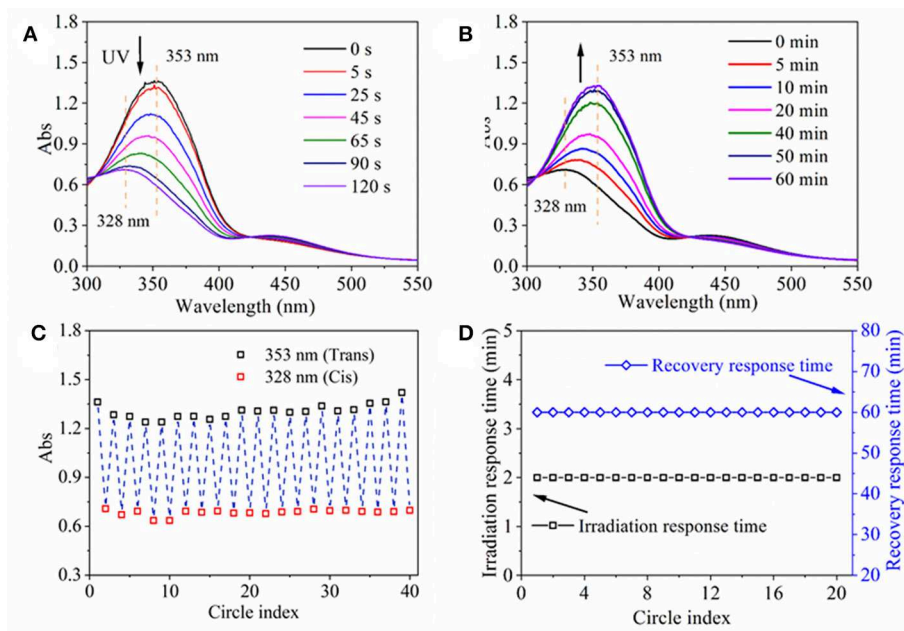 A
UV
353 nm
328 nm
0 s
5 s
25 s
45 s
65 s
90 s
120 s
1.8
1.5
1.2
0.9
0.6
0.3
0.0
Abs
300 350 400 450 500 550
Wavelength (nm)
B
353 nm
328 nm
0 min
5 min
10 min
20 min
40 min
50 min
60 min
1.8
1.5
1.2
0.9
0.6
0.3
0.0
Abs
300 350 400 450 500 550
Wavelength (nm)
C
353 nm (Trans)
328 nm (Cis)
1.8
1.5
1.2
0.9
0.6
0.3
Abs
0 10 20 30 40
Circle index
D
Recovery response time
Irradiation response time
5
4
3
2
1
0
Irradiation response time (min)
80
70
60
50
40
30
20
Recovery response time (min)
0 4 8 12 16 20
Circle index